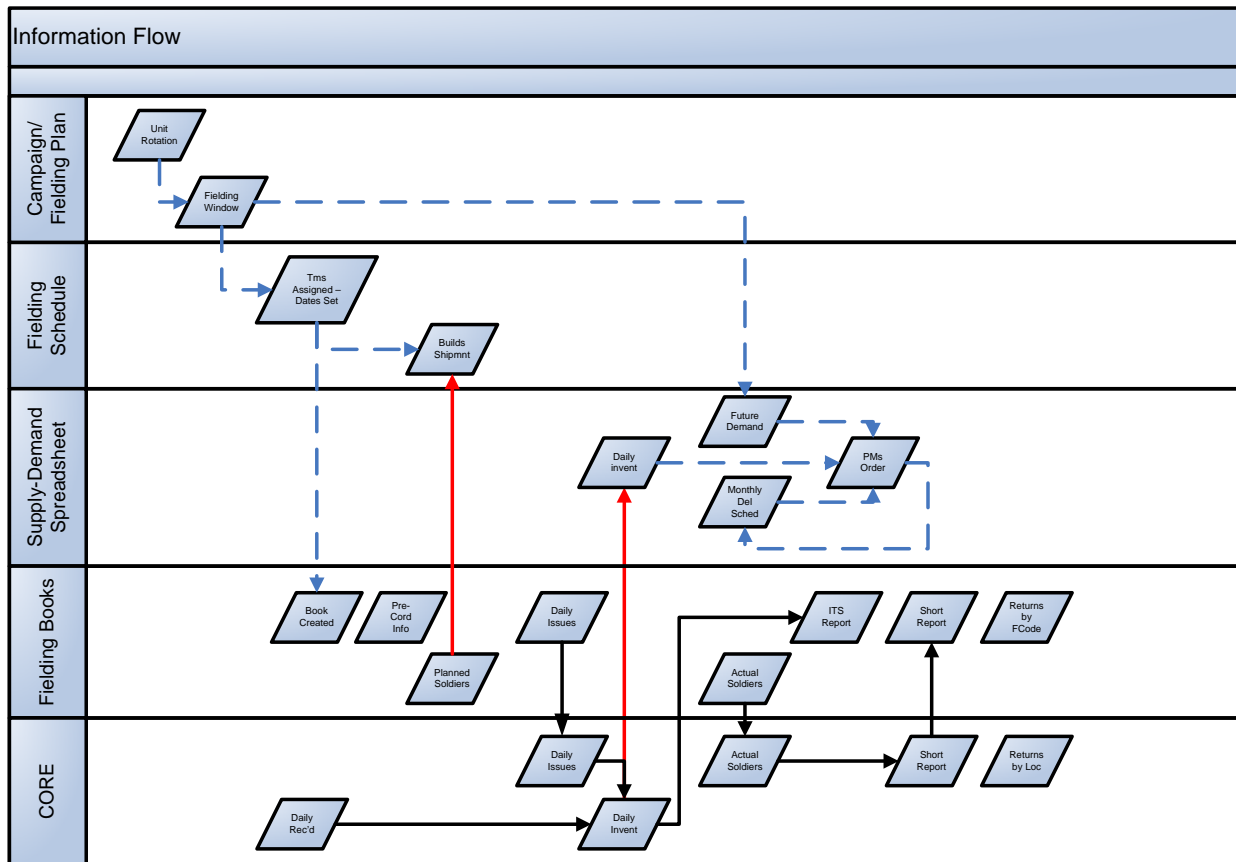 Information Flow
Campaign/
Fielding Plan
Unit
Rotation
Fielding
Window
Fielding
Schedule
Tms
Assigned –
Dates Set
Builds
Shipmnt
Supply-Demand
Spreadsheet
Future
Demand
Daily
invent
PMs
Order
Monthly
Del
Sched
Fielding Books
Book
Created
Pre-
Cord
Info
Daily
Issues
ITS
Report
Short
Report
Returns
by
FCode
Planned
Soldiers
Actual
Soldiers
CORE
Daily
Issues
Actual
Soldiers
Short
Report
Returns
by Loc
Daily
Rec'd
Daily
Invent